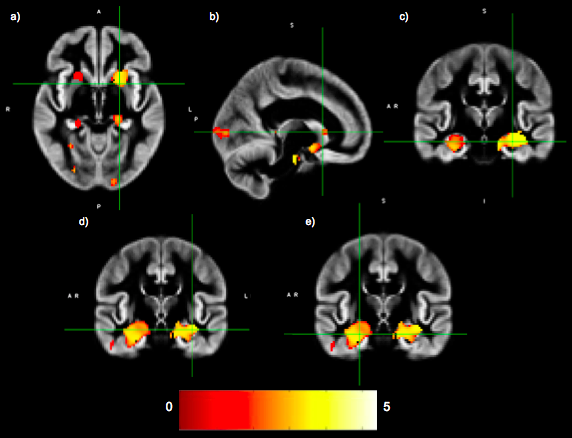 a) b) c)
A S S
R L P A R
P S I S
d) e)
A R L A R
0 5